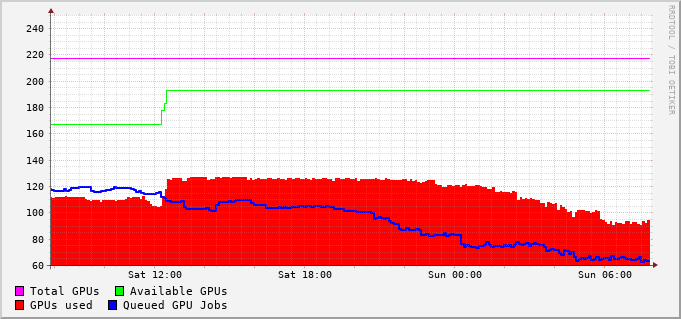 RRDTOOL / TOBI OETIKER
240
220
200
180
160
140
120
100
80
60
Sat 12:00 Sat 18:00 Sun 00:00 Sun 06:00
Total GPUs Available GPUs
GPUs used Queued GPU Jobs